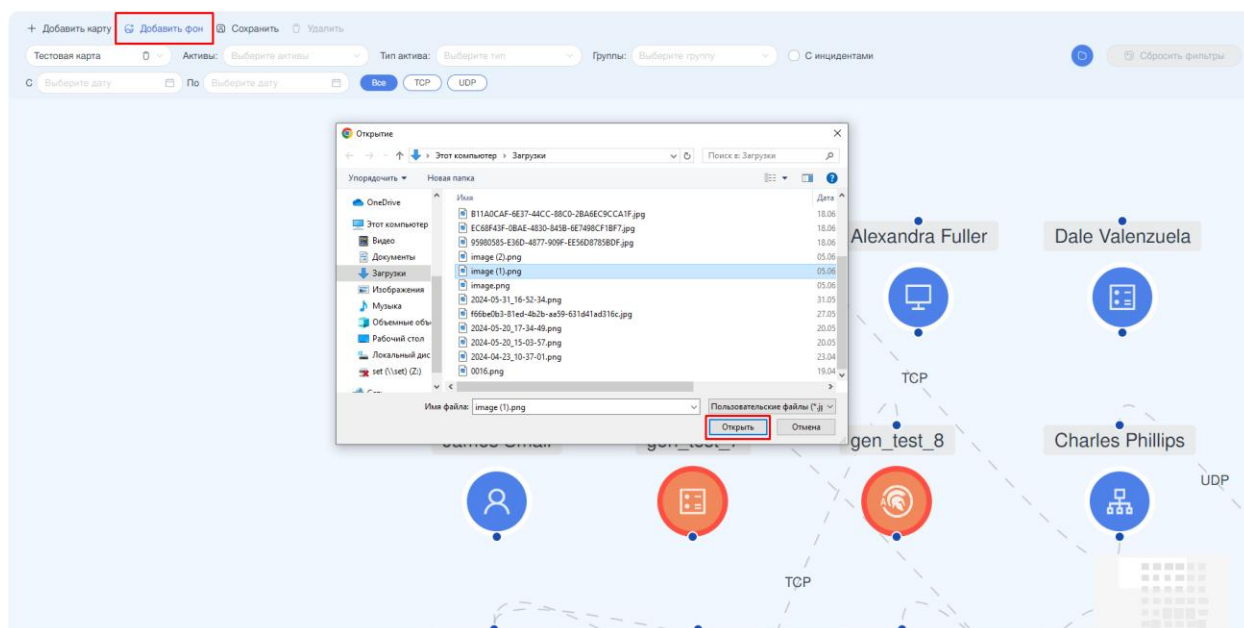 + Добавить карту Добавить фон Сохранить Удалить
Тестовая карта Активы: Выберите активы Тип актива: Выберите тип Группы: Выберите группу С инцидентами Сбросить фильтры
С Выберите дату По Выберите дату Все TCP UDP
Открытие
Этот компьютер › Загрузки Поиск в: Загрузки
Упорядочить Новая папка
Имя Дата
OneDrive
Этот компьютер
Видео
Документы
Загрузки
Изображения
Музыка
Объемные объ
Рабочий стол
Локальный дис
set (\\set) (Z:)
B11A0CAF-6E37-44CC-88C0-2BA6EC9CCA1F.jpg 18.06
EC68F43F-0BAE-4830-845B-6E7498CF1BF7.jpg 18.06
95980585-E36D-4877-909F-EE56D8785BDF.jpg 18.06
image (2).png 05.06
image (1).png 05.06
image.png 05.06
2024-05-31_16-52-34.png 31.05
f66be0b3-81ed-4b2b-aa59-631d41ad316c.jpg 27.05
2024-05-20_17-34-49.png 20.05
2024-05-20_15-03-57.png 20.05
2024-04-23_10-37-01.png 23.04
0016.png 19.04
Имя файла: image (1).png Пользовательские файлы (*.j
Открыть Отмена
Alexandra Fuller Dale Valenzuela
TCP
James Small gen_test_7 gen_test_8 Charles Phillips
UDP
TCP